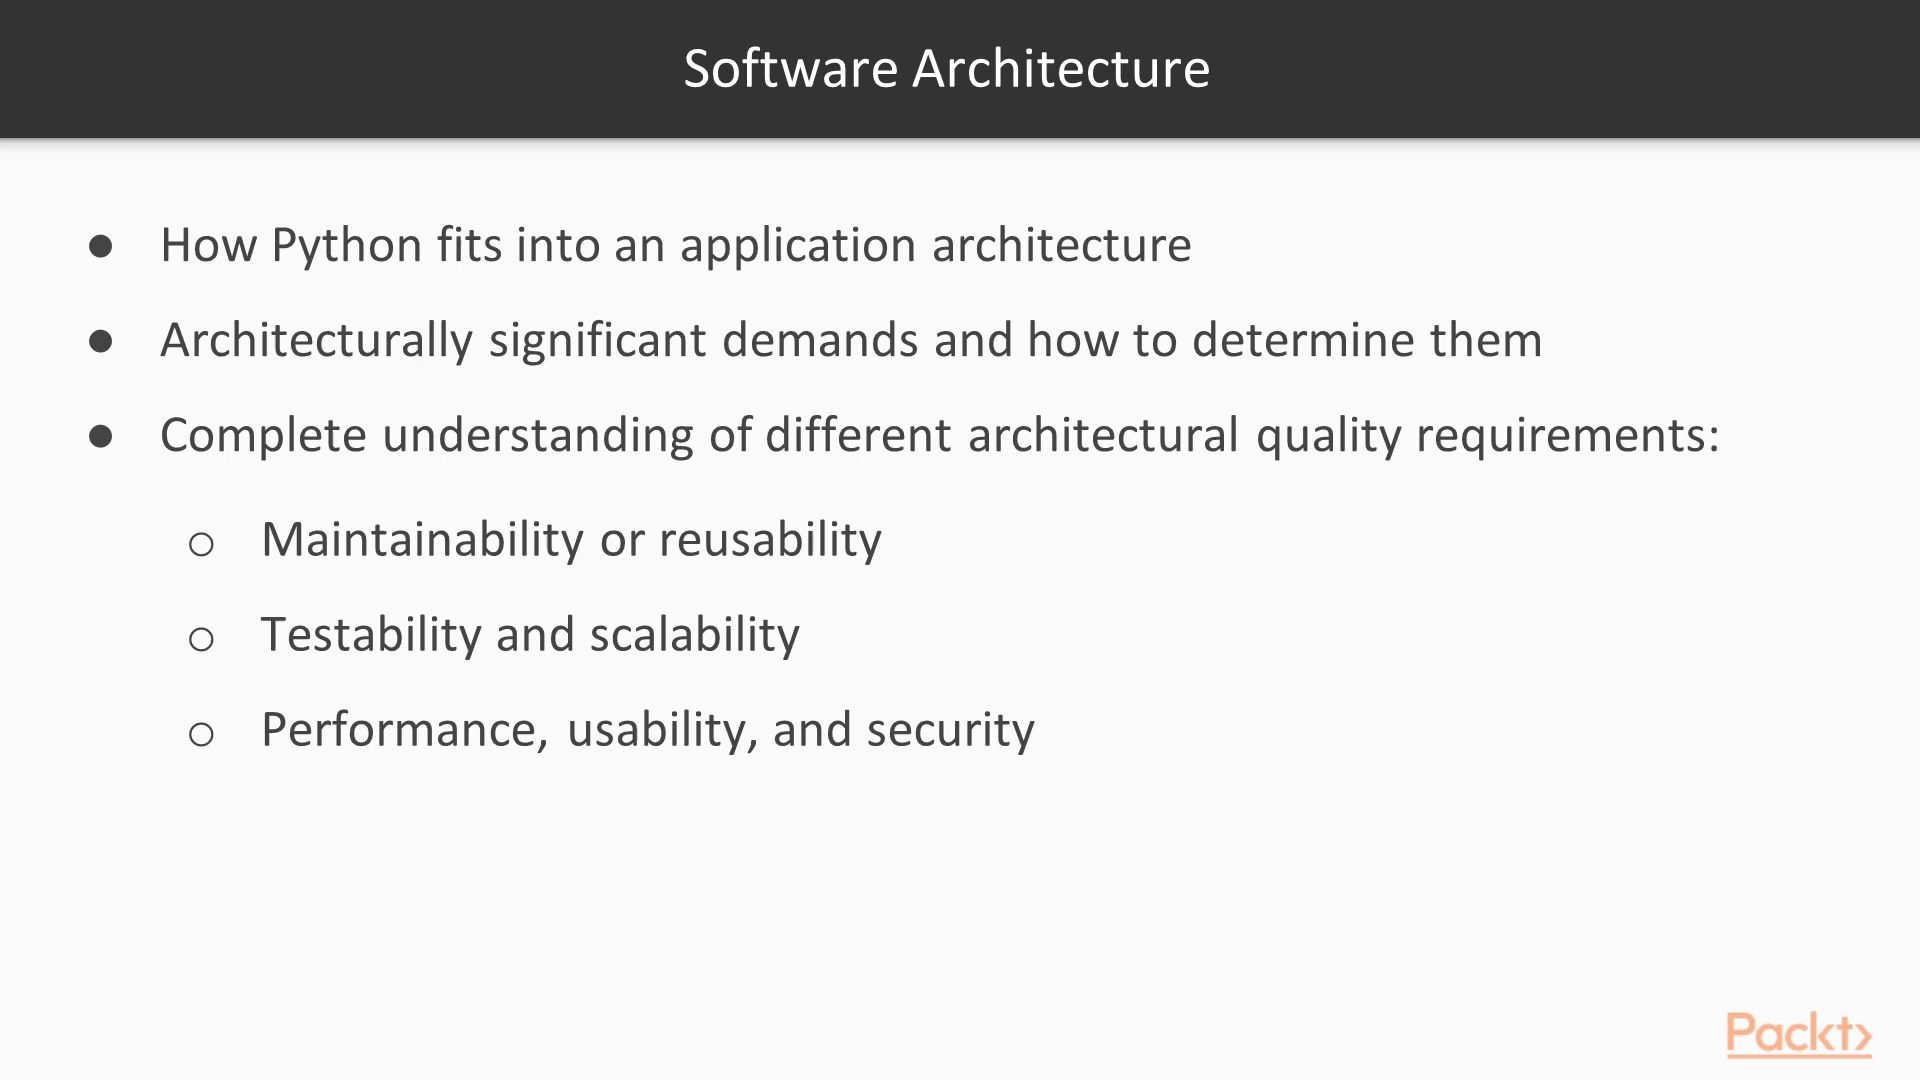 Software Architecture
● How Python fits into an application architecture
● Architecturally significant demands and how to determine them
● Complete understanding of different architectural quality requirements:
○ Maintainability or reusability
○ Testability and scalability
○ Performance, usability, and security
Packt>